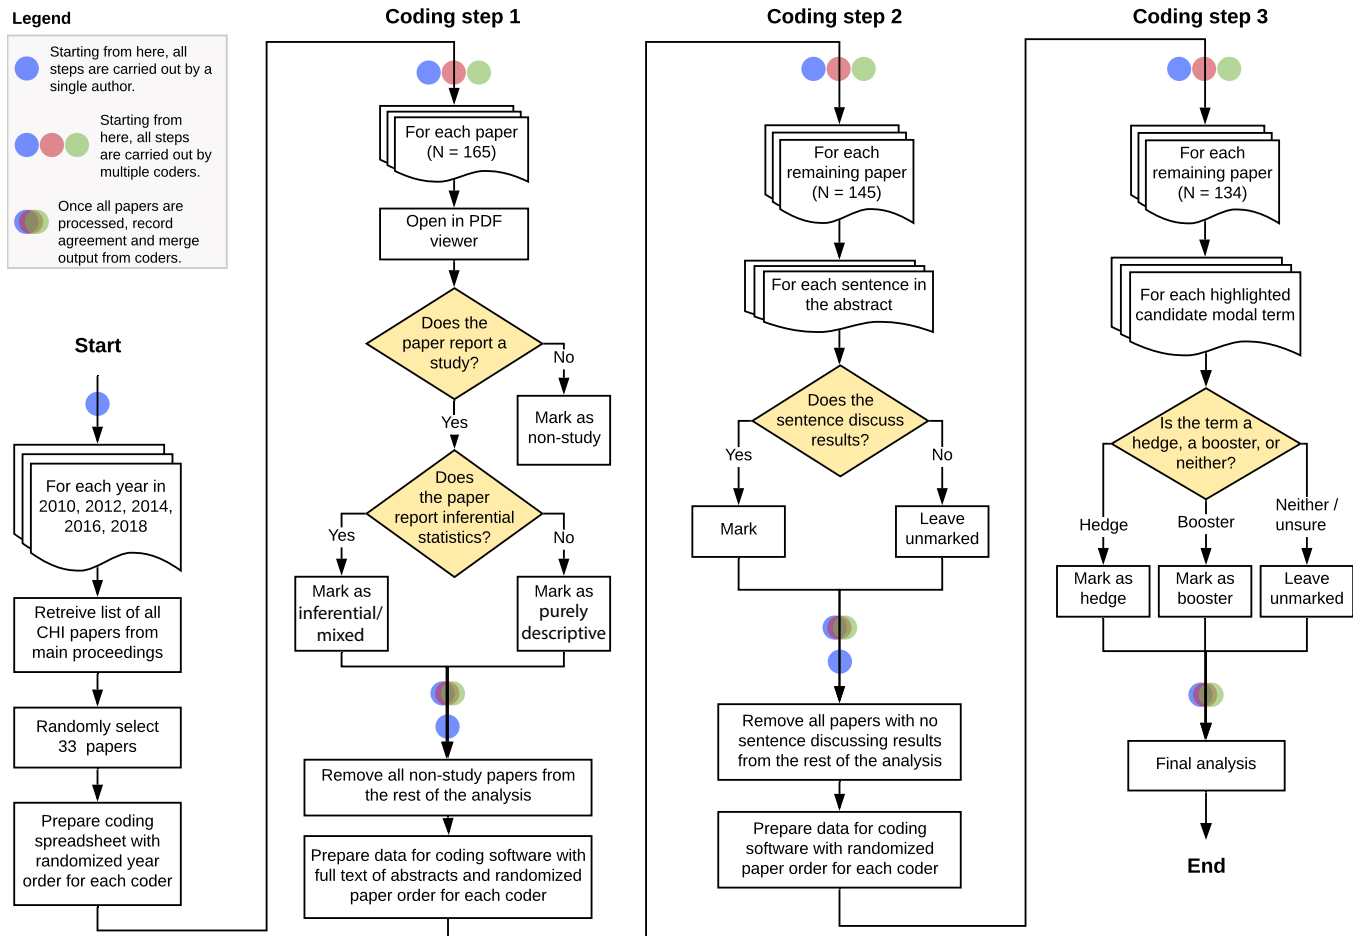 Legend
Starting from here, all
steps are carried out by a
single author.
Starting from
here, all steps
are carried out by
multiple coders.
Once all papers are
processed, record
agreement and merge
output from coders.
Start
For each year in
2010, 2012, 2014,
2016, 2018
Retreive list of all
CHI papers from
main proceedings
Randomly select
33 papers
Prepare coding
spreadsheet with
randomized year
order for each coder
Coding step 1
For each paper
(N = 165)
Open in PDF
viewer
Does the
paper report a
study?
No
Mark as
non-study
Yes
Does
the paper
report inferential
statistics?
Yes
No
Mark as
inferential/
mixed
Mark as
purely
descriptive
Remove all non-study papers from
the rest of the analysis
Prepare data for coding software with
full text of abstracts and randomized
paper order for each coder
Coding step 2
For each
remaining paper
(N = 145)
For each sentence in
the abstract
Does the
sentence discuss
results?
Yes
No
Mark
Leave
unmarked
Remove all papers with no
sentence discussing results
from the rest of the analysis
Prepare data for coding
software with randomized
paper order for each coder
Coding step 3
For each
remaining paper
(N = 134)
For each highlighted
candidate modal term
Is the term a
hedge, a booster, or
neither?
Hedge
Booster
Neither /
unsure
Mark as
hedge
Mark as
booster
Leave
unmarked
Final analysis
End